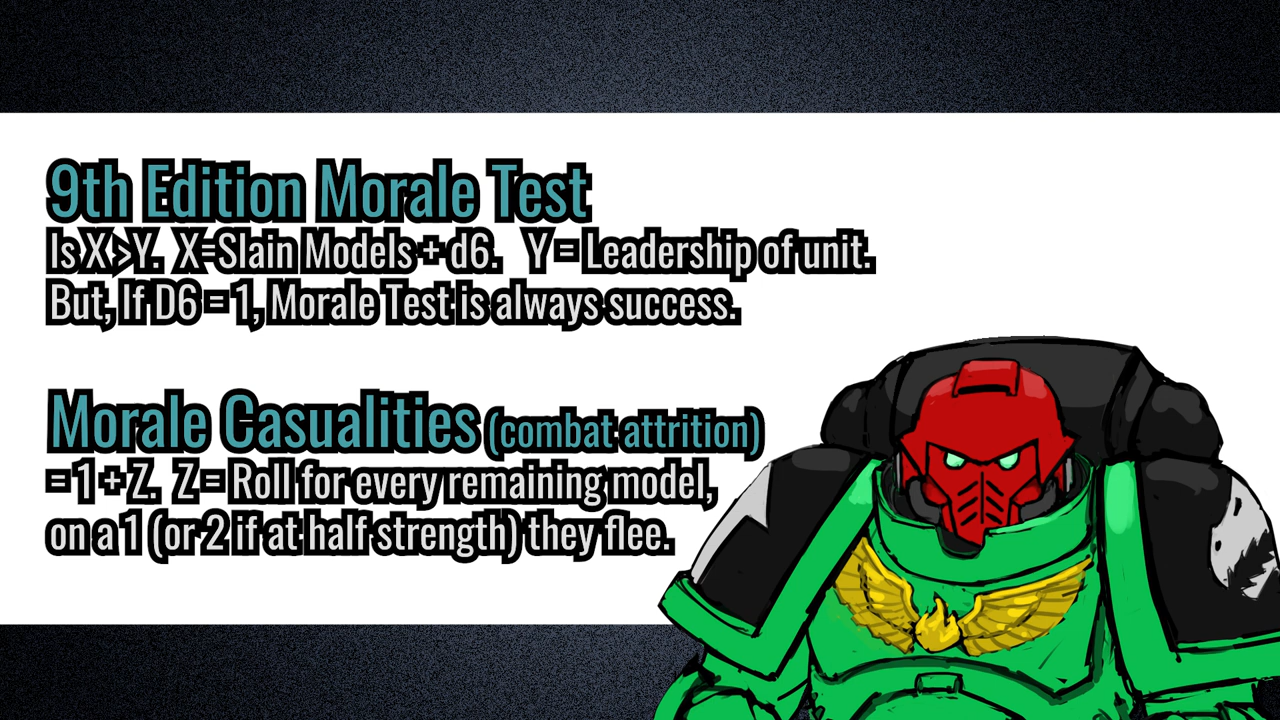 9th Edition Morale Test
Is X>Y. X=Slain Models + d6. Y = Leadership of unit.
But, If D6 = 1, Morale Test is always success.
Morale Casualities (combat attrition)
= 1 + Z. Z = Roll for every remaining model,
on a 1 (or 2 if at half strength) they flee.